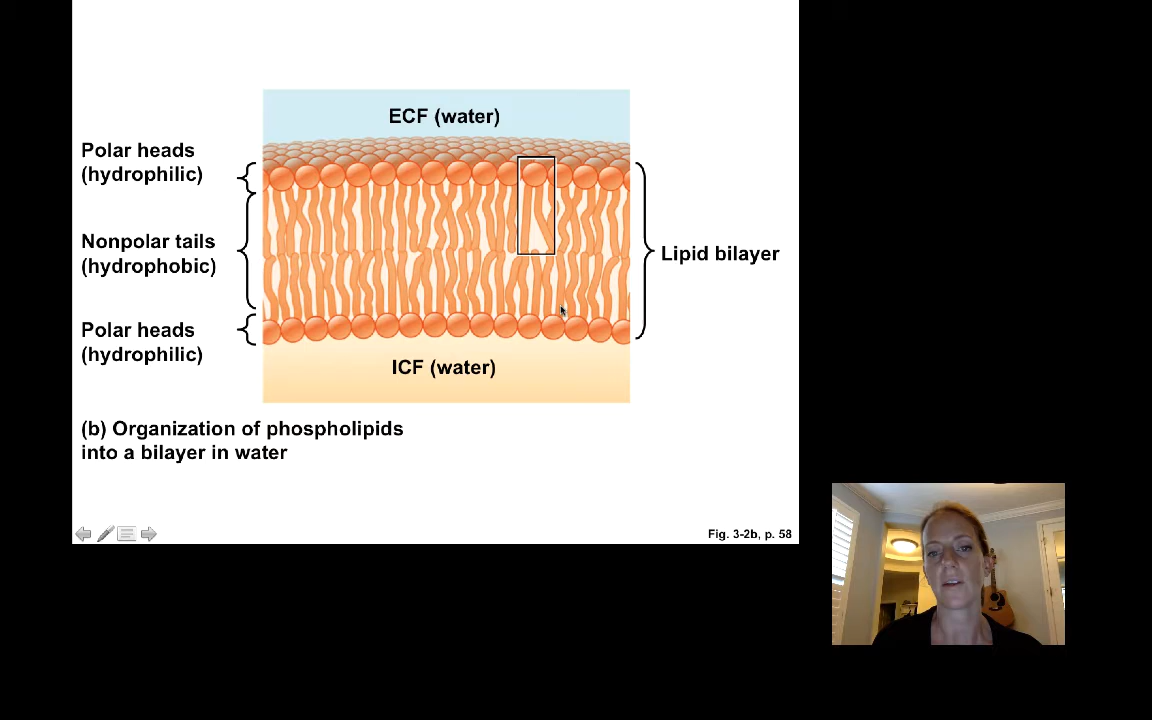 ECF (water)
Polar heads
(hydrophilic)
Nonpolar tails
(hydrophobic)
Lipid bilayer
Polar heads
(hydrophilic)
ICF (water)
(b) Organization of phospholipids
into a bilayer in water
Fig. 3-2b, p. 58